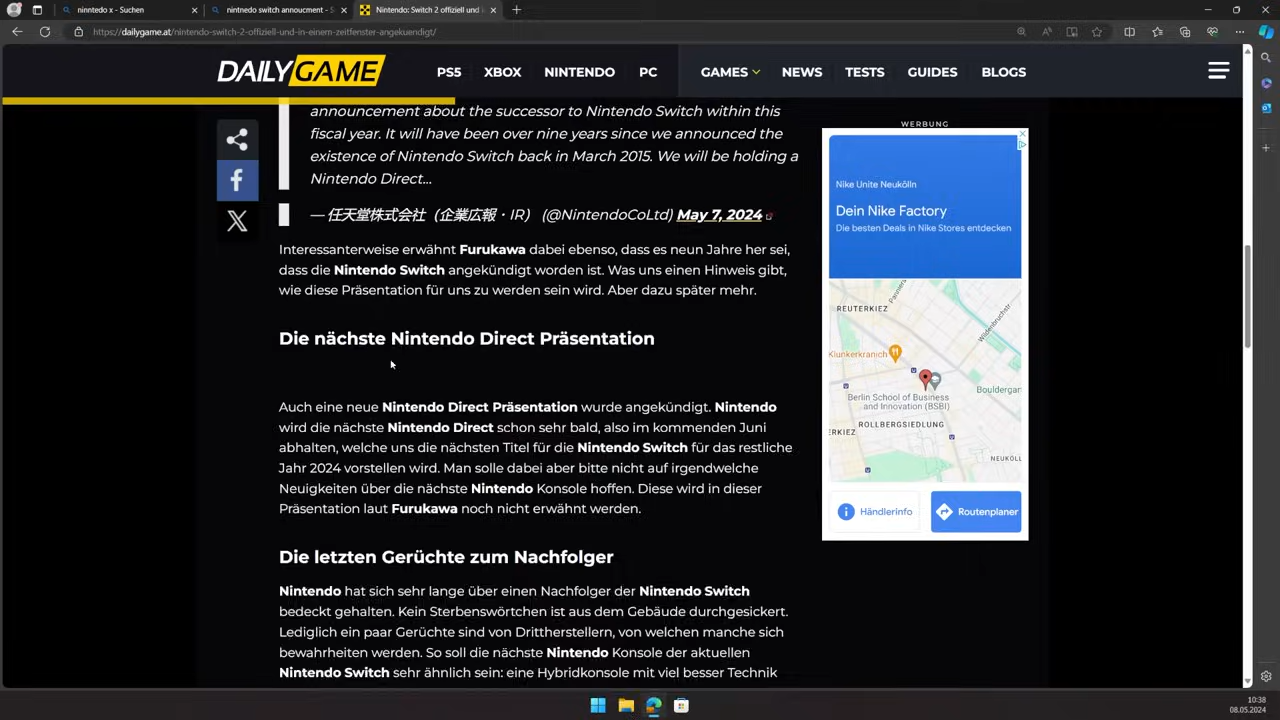 nintedo x - Suchen
nintnedo switch annoucment - S
Nintendo: Switch 2 offiziell und i
https://dailygame.at/nintendo-switch-2-offiziell-und-in-einem-zeitfenster-angekuendigt/
DAILYGAME
PS5
XBOX
NINTENDO
PC
GAMES
NEWS
TESTS
GUIDES
BLOGS
announcement about the successor to Nintendo Switch within this
fiscal year. It will have been over nine years since we announced the
existence of Nintendo Switch back in March 2015. We will be holding a
Nintendo Direct…
— 任天堂株式会社（企業広報・IR） (@NintendoCoLtd) May 7, 2024
Interessanterweise erwähnt Furukawa dabei ebenso, dass es neun Jahre her sei,
dass die Nintendo Switch angekündigt worden ist. Was uns einen Hinweis gibt,
wie diese Präsentation für uns zu werden sein wird. Aber dazu später mehr.
Die nächste Nintendo Direct Präsentation
Auch eine neue Nintendo Direct Präsentation wurde angekündigt. Nintendo
wird die nächste Nintendo Direct schon sehr bald, also im kommenden Juni
abhalten, welche uns die nächsten Titel für die Nintendo Switch für das restliche
Jahr 2024 vorstellen wird. Man solle dabei aber bitte nicht auf irgendwelche
Neuigkeiten über die nächste Nintendo Konsole hoffen. Diese wird in dieser
Präsentation laut Furukawa noch nicht erwähnt werden.
Die letzten Gerüchte zum Nachfolger
Nintendo hat sich sehr lange über einen Nachfolger der Nintendo Switch
bedeckt gehalten. Kein Sterbenswörtchen ist aus dem Gebäude durchgesickert.
Lediglich ein paar Gerüchte sind von Drittherstellern, von welchen manche sich
bewahrheiten werden. So soll die nächste Nintendo Konsole der aktuellen
Nintendo Switch sehr ähnlich sein: eine Hybridkonsole mit viel besser Technik
WERBUNG
Nike Unite Neukölln
Dein Nike Factory
Die besten Deals in Nike Stores entdecken
REUTERKIEZ
Wildenbruchstr.
Klunkerkranich
Boulderгar
Berlin School of Business
and Innovation (BSBI)
ROLLBERGSIEDLUNG
ERKIEZ
NEUKÖLL
Händlerinfo
Routenplaner
10:38
08.05.2024